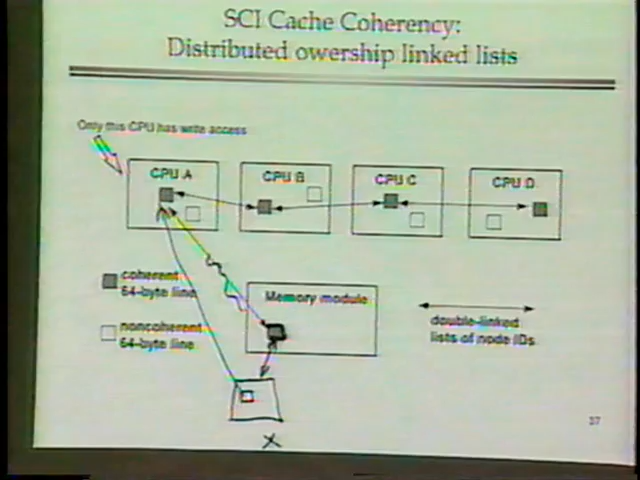 SCI Cache Coherency:
Distributed owership linked lists
Only this CPU has write access
CPU A
CPU B
CPU C
CPU D
coherent
64-byte line
Memory module
noncoherent
64-byte line
double-linked
lists of node IDs
X
37